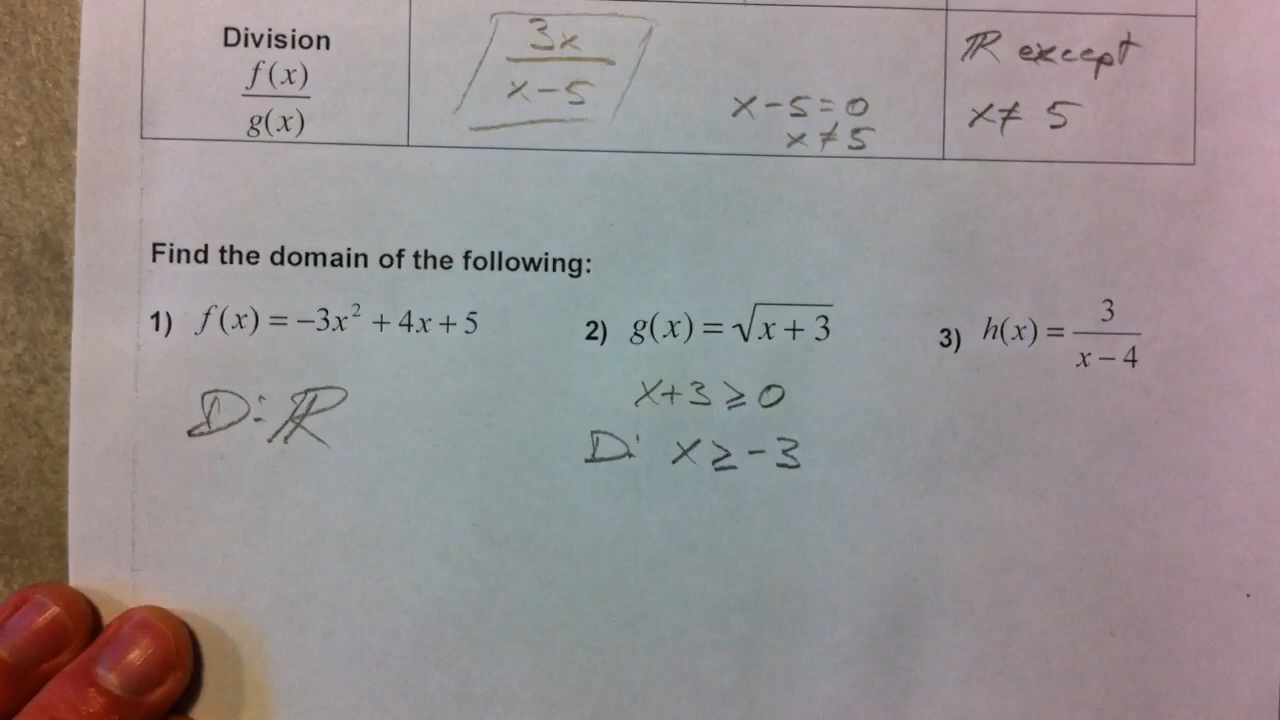 Division
f(x)
g(x)
3x
x-5
x-5=0
x≠5
ℝ except
x≠ 5
Find the domain of the following:
1) f(x) = -3x² + 4x + 5
D: ℝ
2) g(x) = √x + 3
x+3 ≥ 0
D: x ≥ -3
3) h(x) = 3
x - 4